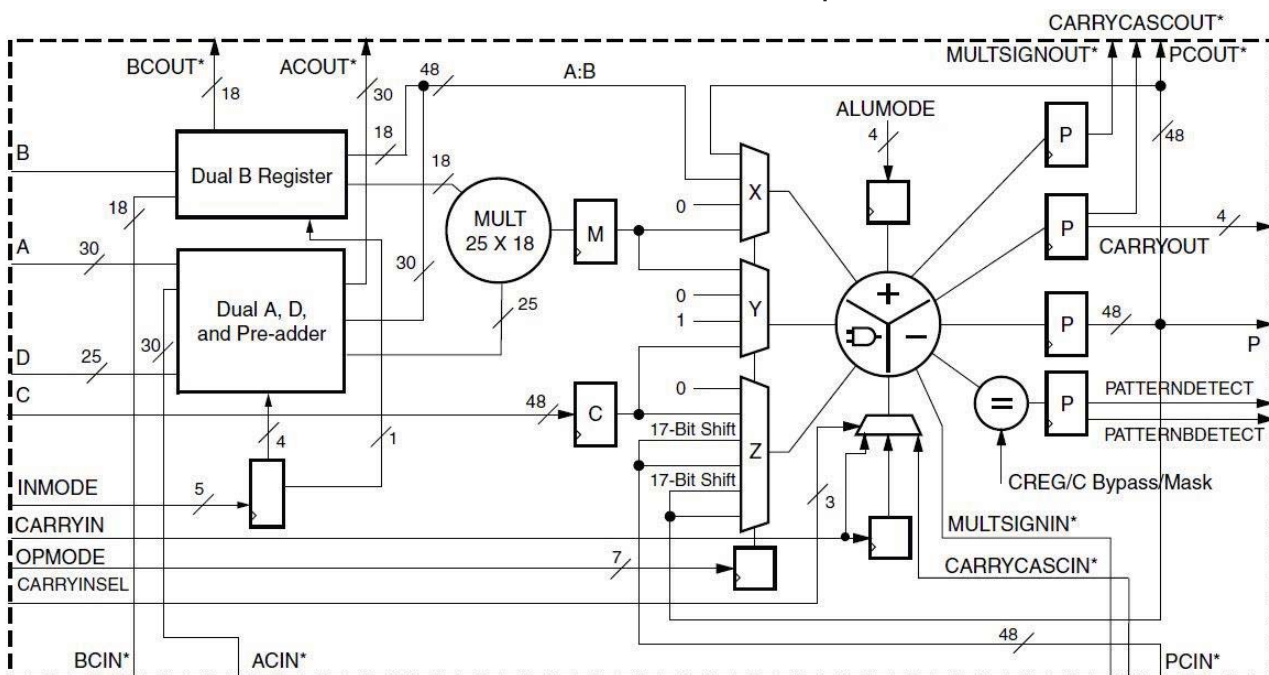 CARRYCASCOUT*
BCOUT*
ACOUT*
48
A:B
MULTSIGNOUT*
PCOUT*
18
30
ALUMODE
4
P
48
18
B
Dual B Register
18
MULT
25 X 18
X
0
M
18
P
4
CARRYOUT
A
30
30
Dual A, D,
and Pre-adder
25
0
1
Y
+
−
P
48
P
30
D
25
C
48
C
0
17-Bit Shift
Z
17-Bit Shift
=
P
PATTERNDETECT
PATTERNBDETECT
4
1
3
CREG/C Bypass/Mask
INMODE
5
CARRYIN
MULTSIGNIN*
OPMODE
7
CARRYCASCIN*
CARRYINSEL
48
BCIN*
ACIN*
PCIN*